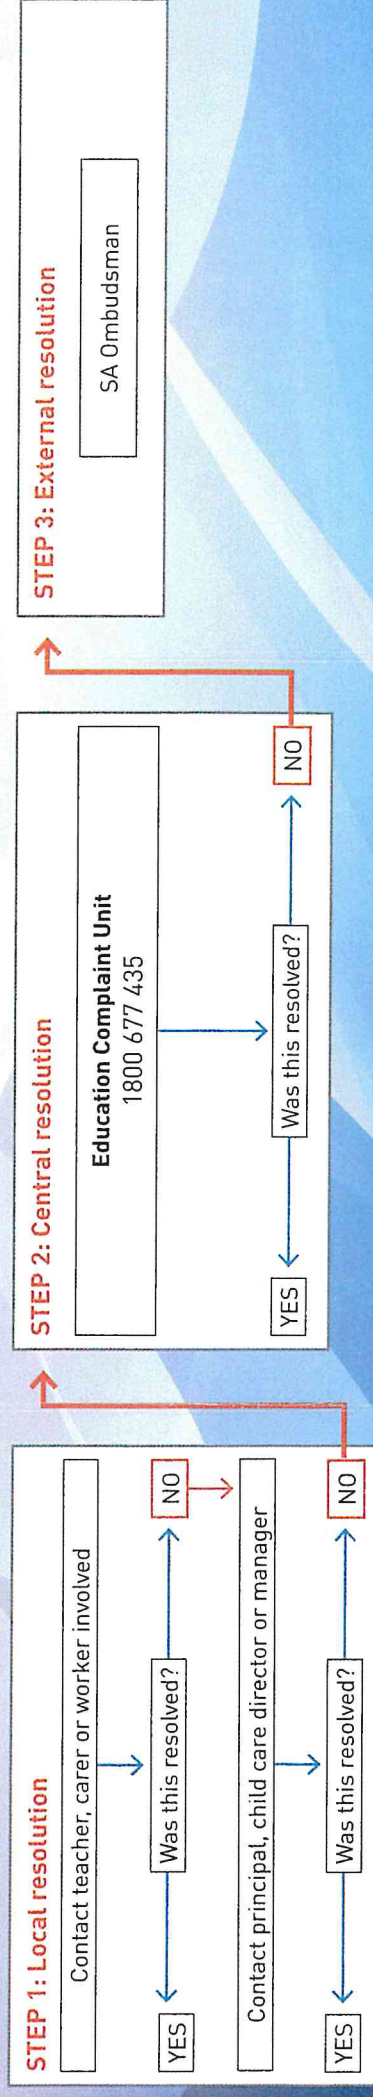 STEP 1: Local resolution
Contact teacher, carer or worker involved
Was this resolved?
YES
NO
Contact principal, child care director or manager
Was this resolved?
YES
NO
STEP 2: Central resolution
Education Complaint Unit
1800 677 435
Was this resolved?
YES
NO
STEP 3: External resolution
SA Ombudsman